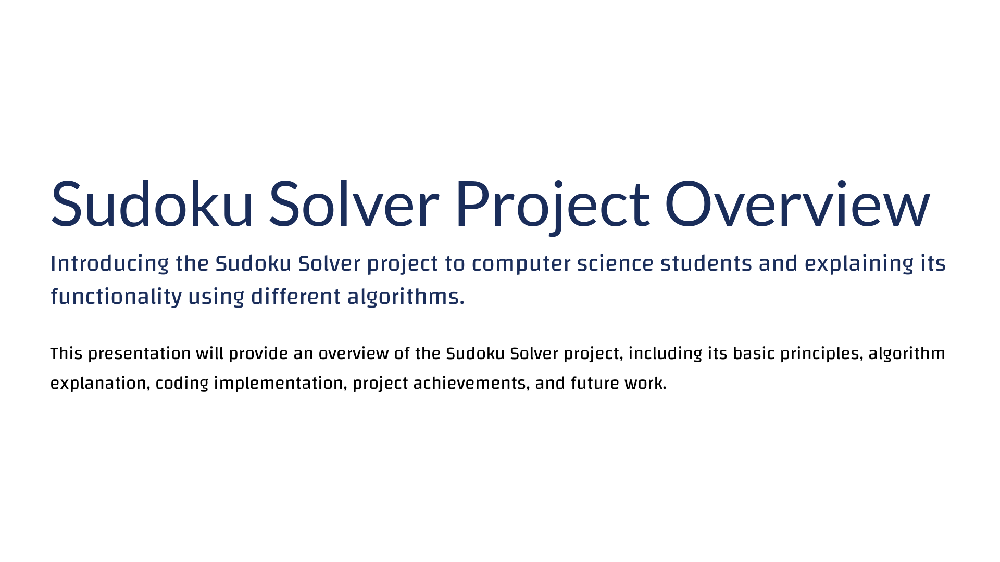 Sudoku Solver Project Overview
Introducing the Sudoku Solver project to computer science students and explaining its
functionality using different algorithms.
This presentation will provide an overview of the Sudoku Solver project, including its basic principles, algorithm
explanation, coding implementation, project achievements, and future work.